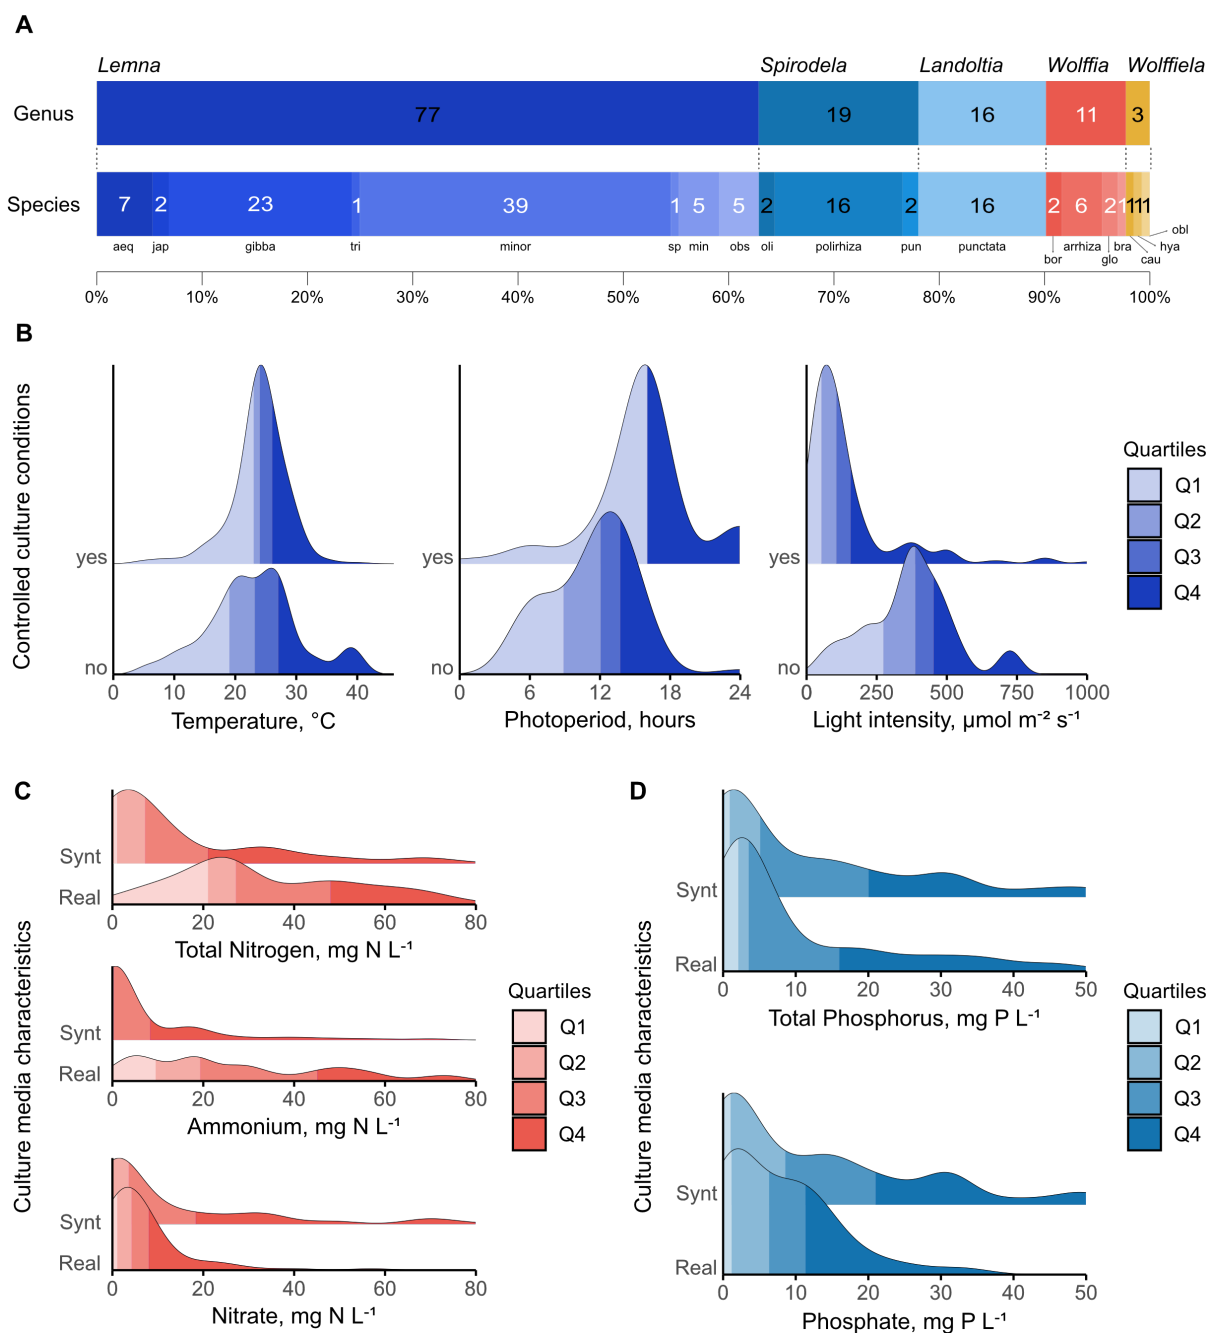 A
Lemna Spirodela Landoltia Wolffia Wolffiela
Genus 77 19 16 11 3
Species 7 2 23 1 39 1 5 5 2 16 2 16 2 6 2 1 1 1 1
aeq jap gibba tri minor sp min obs oli polirhiza pun punctata bor arrhiza glo bra cau hya obl
0% 10% 20% 30% 40% 50% 60% 70% 80% 90% 100%
B
Controlled culture conditions
yes yes yes
no no no
0 10 20 30 40
Temperature, °C
0 6 12 18 24
Photoperiod, hours
0 250 500 750 1000
Light intensity, µmol m⁻² s⁻¹
Quartiles
Q1
Q2
Q3
Q4
C
Culture media characteristics
Synt
Real
0 20 40 60 80
Total Nitrogen, mg N L⁻¹
Synt
Real
0 20 40 60 80
Ammonium, mg N L⁻¹
Synt
Real
0 20 40 60 80
Nitrate, mg N L⁻¹
Quartiles
Q1
Q2
Q3
Q4
D
Culture media characteristics
Synt
Real
0 10 20 30 40 50
Total Phosphorus, mg P L⁻¹
Synt
Real
0 10 20 30 40 50
Phosphate, mg P L⁻¹
Quartiles
Q1
Q2
Q3
Q4